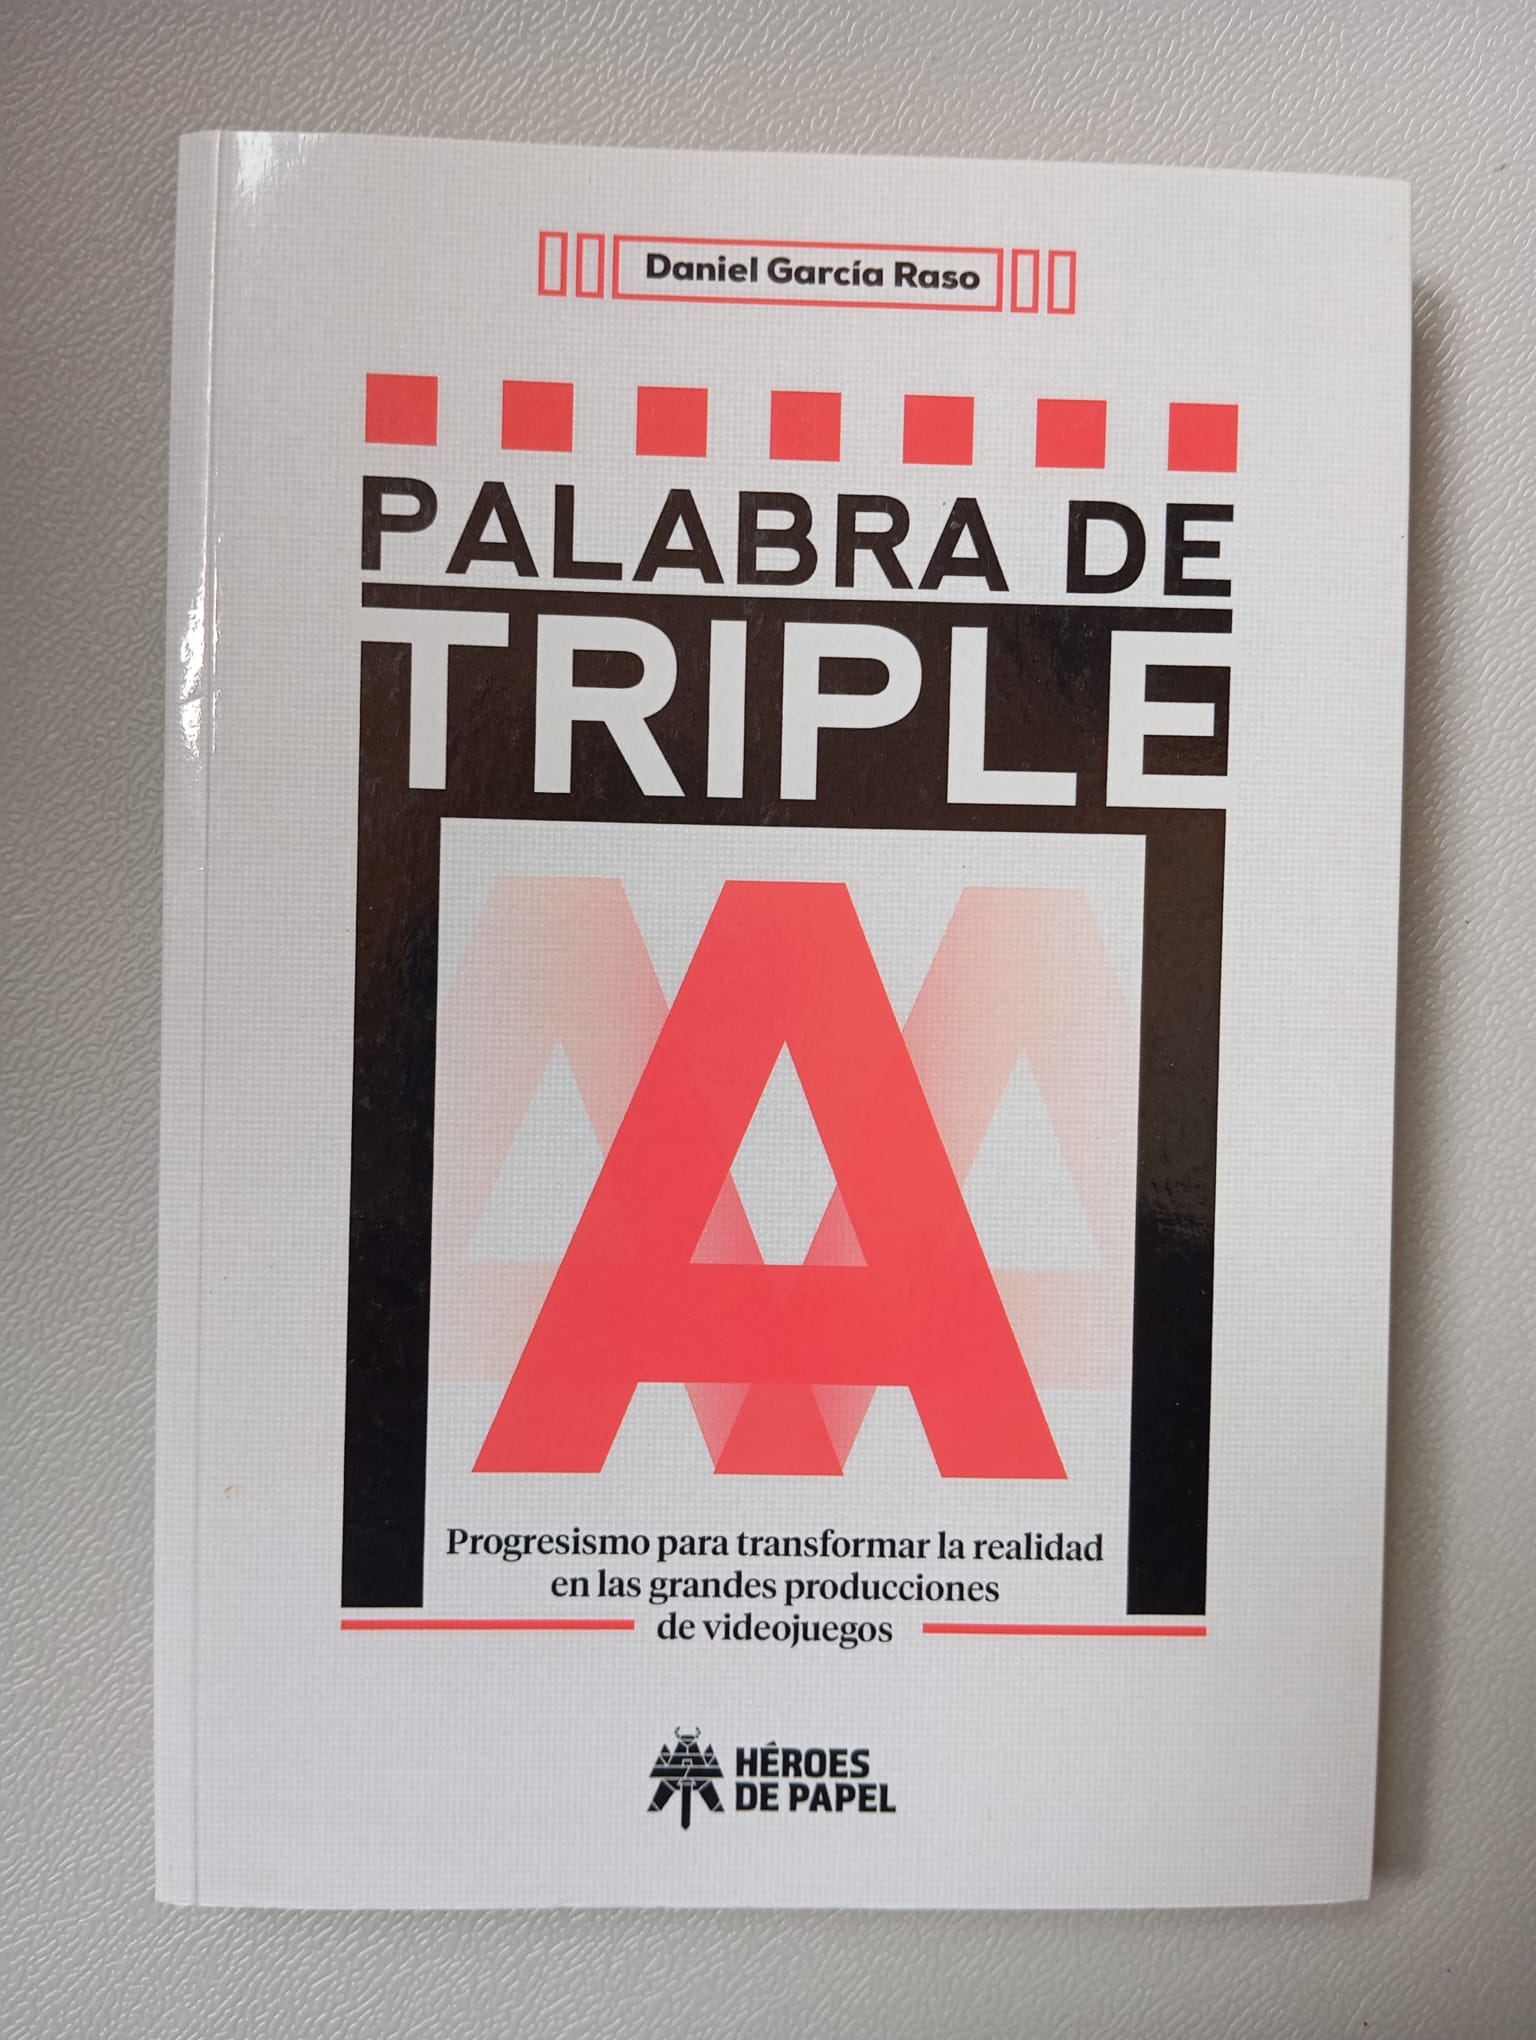 Daniel García Raso
PALABRA DE
TRIPLE
A
Progresismo para transformar la realidad
en las grandes producciones
de videojuegos
HÉROES
DE PAPEL